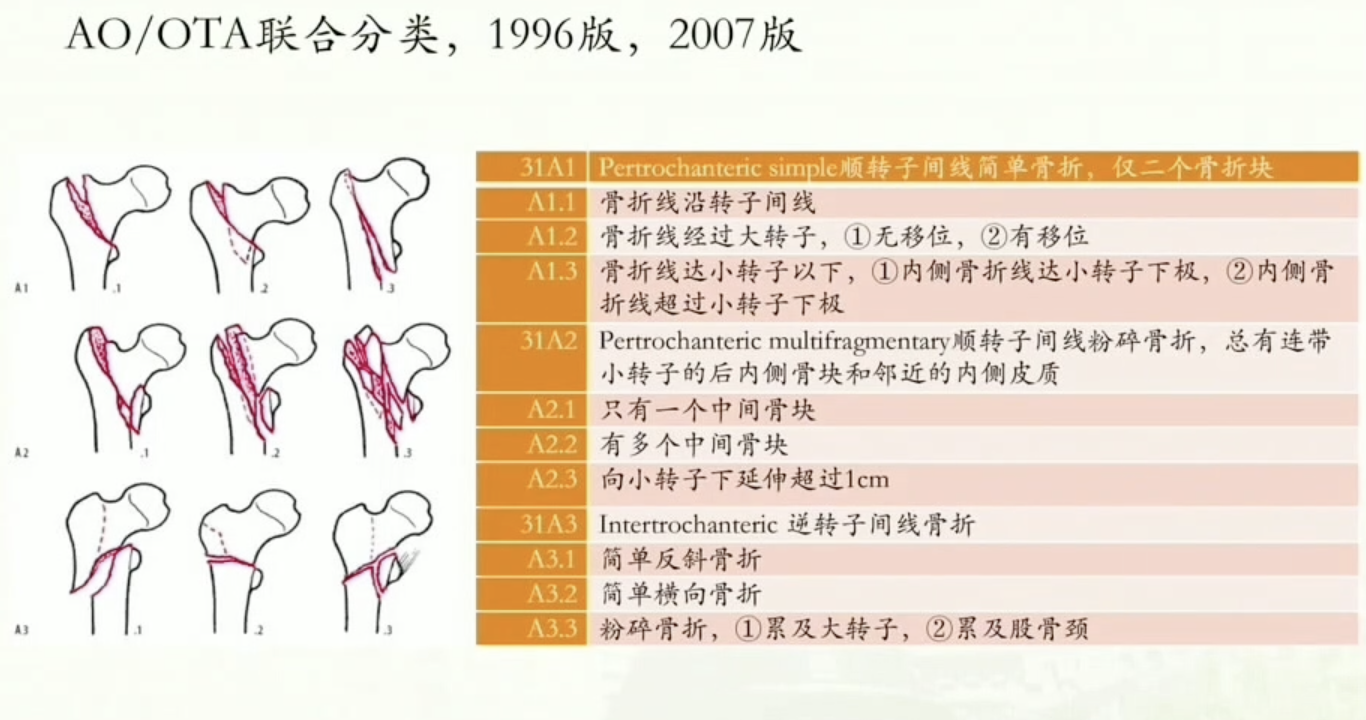 AO/OTA联合分类，1996版，2007版
A1
.1
.2
.3
A2
.1
.2
.3
A3
.1
.2
.3
31A1 Pertrochanteric simple顺转子间线简单骨折，仅二个骨折块
A1.1 骨折线沿转子间线
A1.2 骨折线经过大转子，①无移位，②有移位
A1.3 骨折线达小转子以下，①内侧骨折线达小转子下极，②内侧骨
折线超过小转子下极
31A2 Pertrochanteric multifragmentary顺转子间线粉碎骨折，总有连带
小转子的后内侧骨块和邻近的内侧皮质
A2.1 只有一个中间骨块
A2.2 有多个中间骨块
A2.3 向小转子下延伸超过1cm
31A3 Intertrochanteric 逆转子间线骨折
A3.1 简单反斜骨折
A3.2 简单横向骨折
A3.3 粉碎骨折，①累及大转子，②累及股骨颈